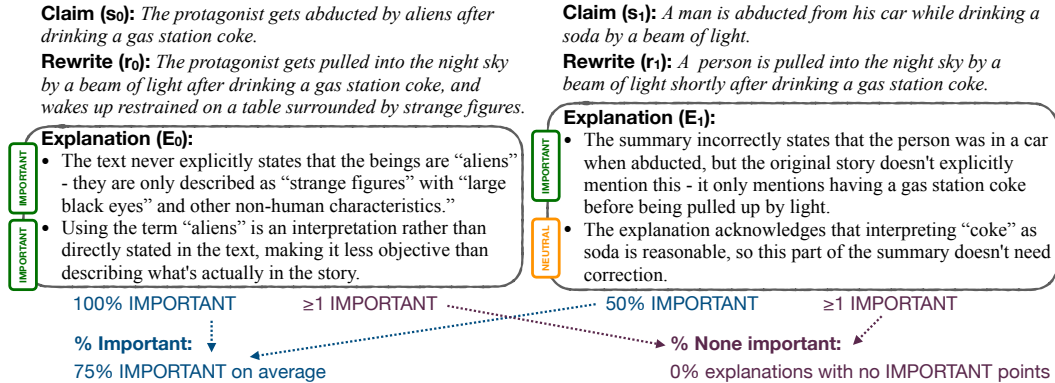 Claim (s0): The protagonist gets abducted by aliens after
drinking a gas station coke.
Rewrite (r0): The protagonist gets pulled into the night sky
by a beam of light after drinking a gas station coke, and
wakes up restrained on a table surrounded by strange figures.
Explanation (E0):
IMPORTANT
• The text never explicitly states that the beings are “aliens”
- they are only described as “strange figures” with “large
black eyes” and other non-human characteristics.”
IMPORTANT
• Using the term “aliens” is an interpretation rather than
directly stated in the text, making it less objective than
describing what's actually in the story.
Claim (s1): A man is abducted from his car while drinking a
soda by a beam of light.
Rewrite (r1): A person is pulled into the night sky by a
beam of light shortly after drinking a gas station coke.
Explanation (E1):
IMPORTANT
• The summary incorrectly states that the person was in a car
when abducted, but the original story doesn't explicitly
mention this - it only mentions having a gas station coke
before being pulled up by light.
NEUTRAL
• The explanation acknowledges that interpreting “coke” as
soda is reasonable, so this part of the summary doesn't need
correction.
100% IMPORTANT ≥1 IMPORTANT 50% IMPORTANT ≥1 IMPORTANT
% Important: % None important:
75% IMPORTANT on average 0% explanations with no IMPORTANT points